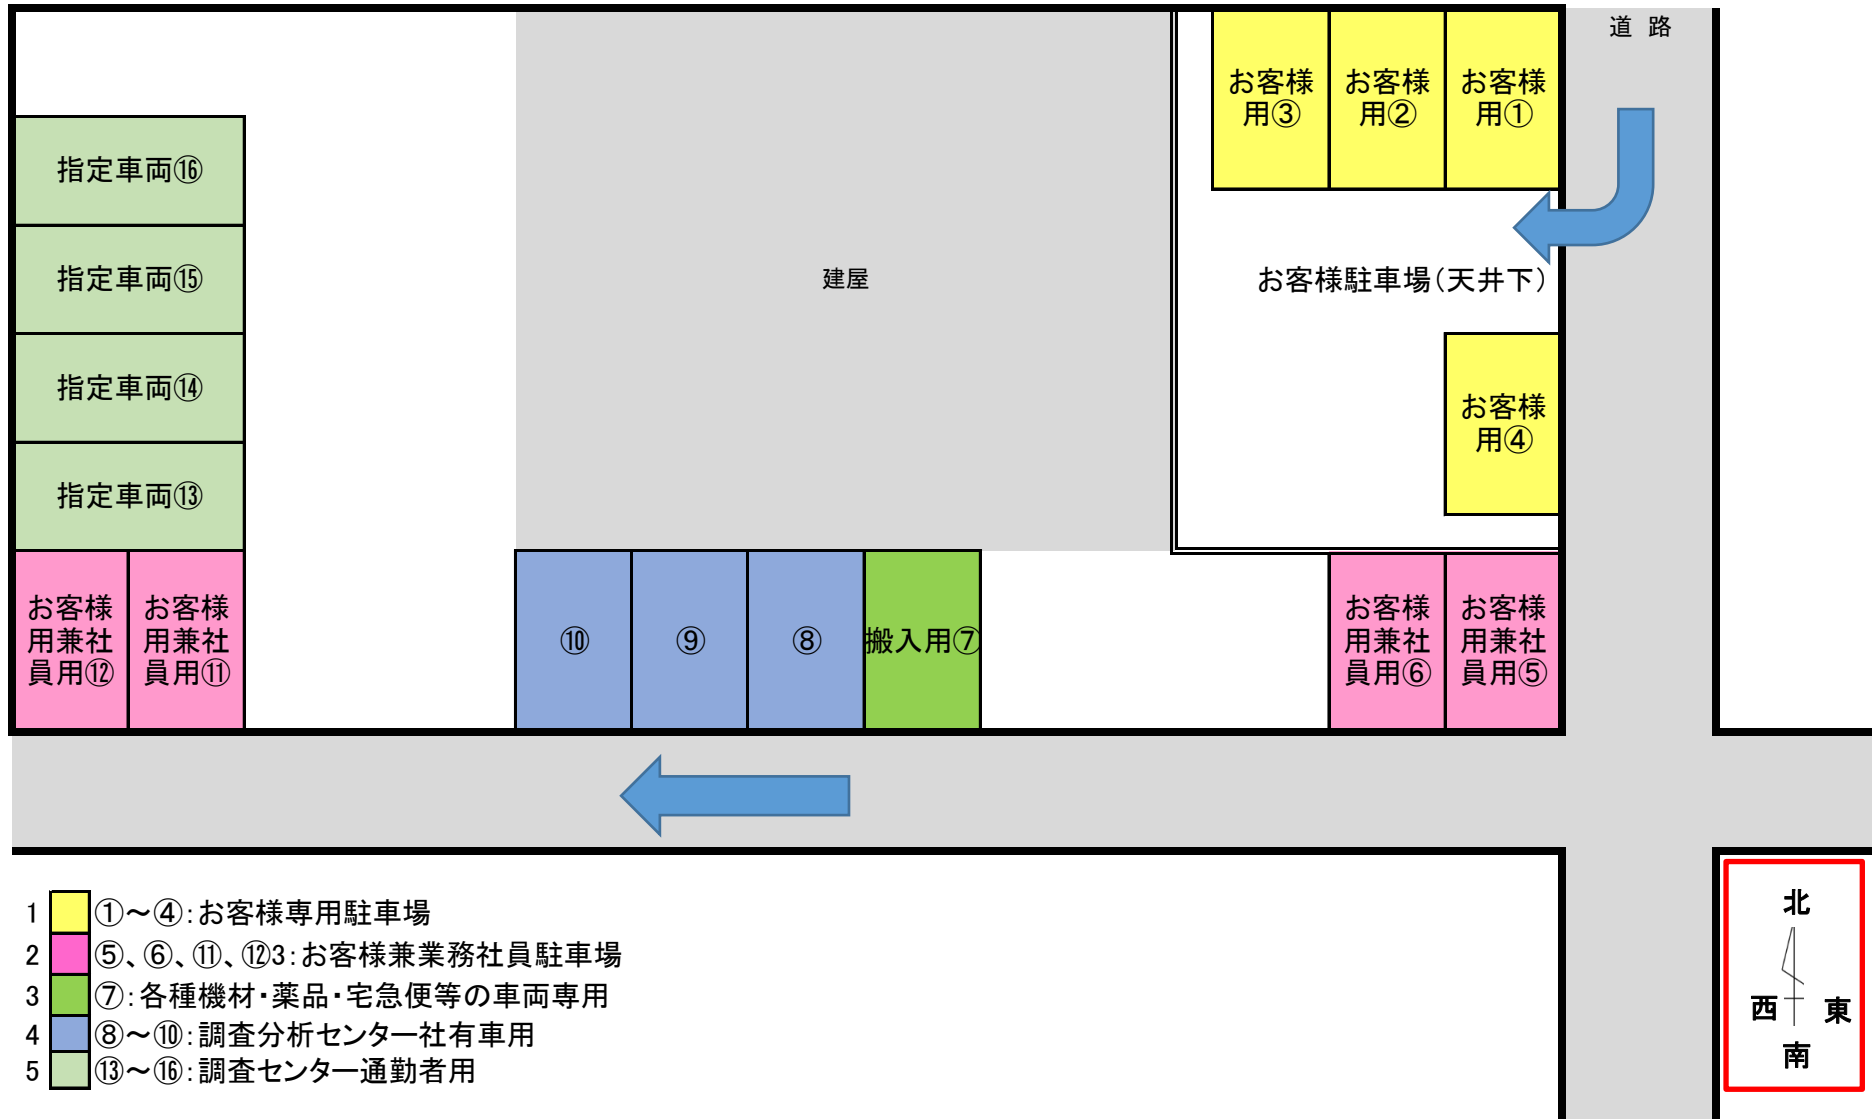 道 路
お客様
用③
お客様
用②
お客様
用①
指定車両⑯
指定車両⑮
建屋
お客様駐車場(天井下)
指定車両⑭
お客様
用④
指定車両⑬
お客様
用兼社
員用⑫
お客様
用兼社
員用⑪
⑩
⑨
⑧
搬入用⑦
お客様
用兼社
員用⑥
お客様
用兼社
員用⑤
1 ①～④:お客様専用駐車場
2 ⑤、⑥、⑪、⑫3:お客様兼業務社員駐車場
3 ⑦:各種機材・薬品・宅急便等の車両専用
4 ⑧～⑩:調査分析センター社有車用
5 ⑬～⑯:調査センター通勤者用
北
西 東
南